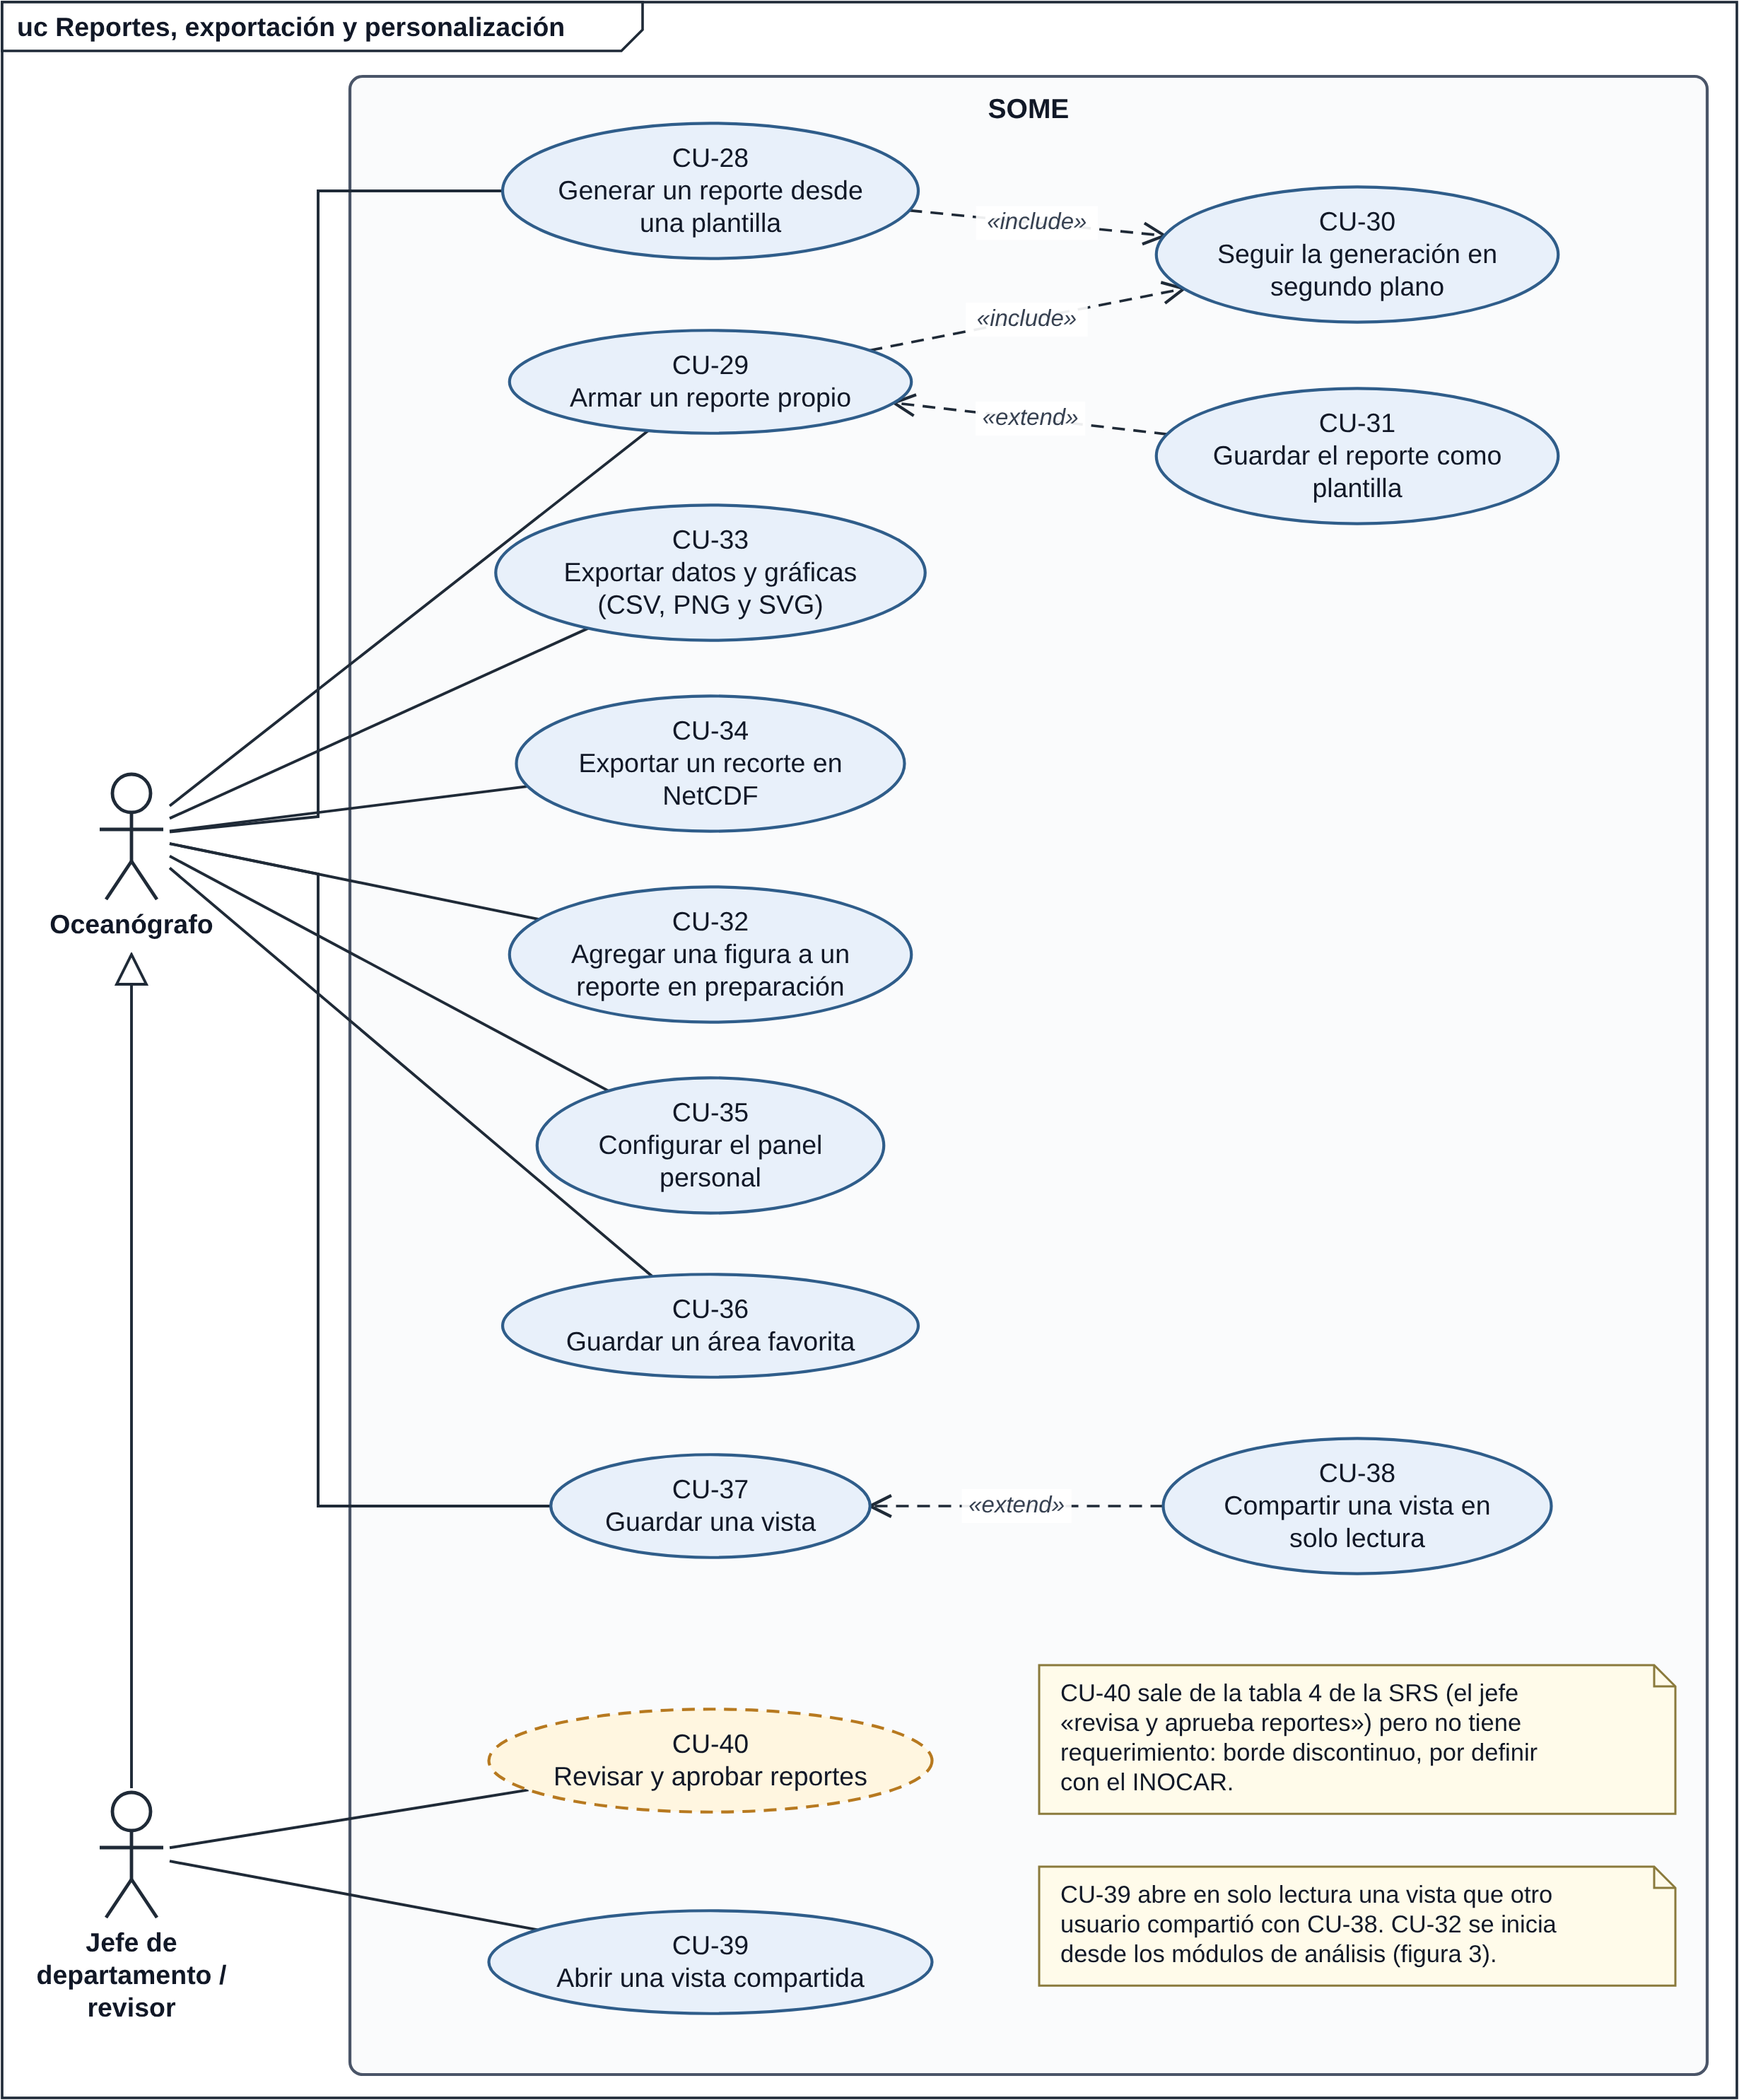 uc Reportes, exportación y personalización
SOME
CU-28
Generar un reporte desde
una plantilla
«include»
CU-30
Seguir la generación en
segundo plano
«include»
CU-29
Armar un reporte propio
«extend»
CU-31
Guardar el reporte como
plantilla
CU-33
Exportar datos y gráficas
(CSV, PNG y SVG)
CU-34
Exportar un recorte en
NetCDF
Oceanógrafo
CU-32
Agregar una figura a un
reporte en preparación
CU-35
Configurar el panel
personal
CU-36
Guardar un área favorita
CU-37
Guardar una vista
«extend»
CU-38
Compartir una vista en
solo lectura
CU-40
Revisar y aprobar reportes
CU-40 sale de la tabla 4 de la SRS (el jefe
«revisa y aprueba reportes») pero no tiene
requerimiento: borde discontinuo, por definir
con el INOCAR.
Jefe de
departamento /
revisor
CU-39
Abrir una vista compartida
CU-39 abre en solo lectura una vista que otro
usuario compartió con CU-38. CU-32 se inicia
desde los módulos de análisis (figura 3).